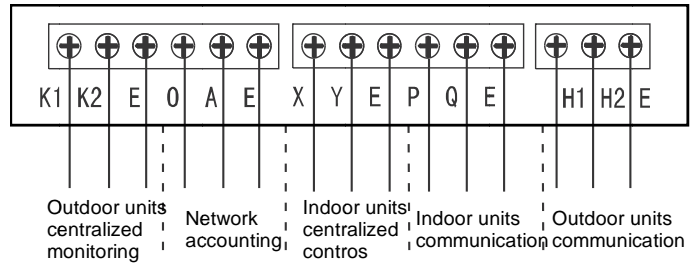 K1 K2 E O A E X Y E P Q E H1 H2 E
Outdoor units
centralized
monitoring
Network
accounting
Indoor units
centralized
contros
Indoor units
communication
Outdoor units
communication